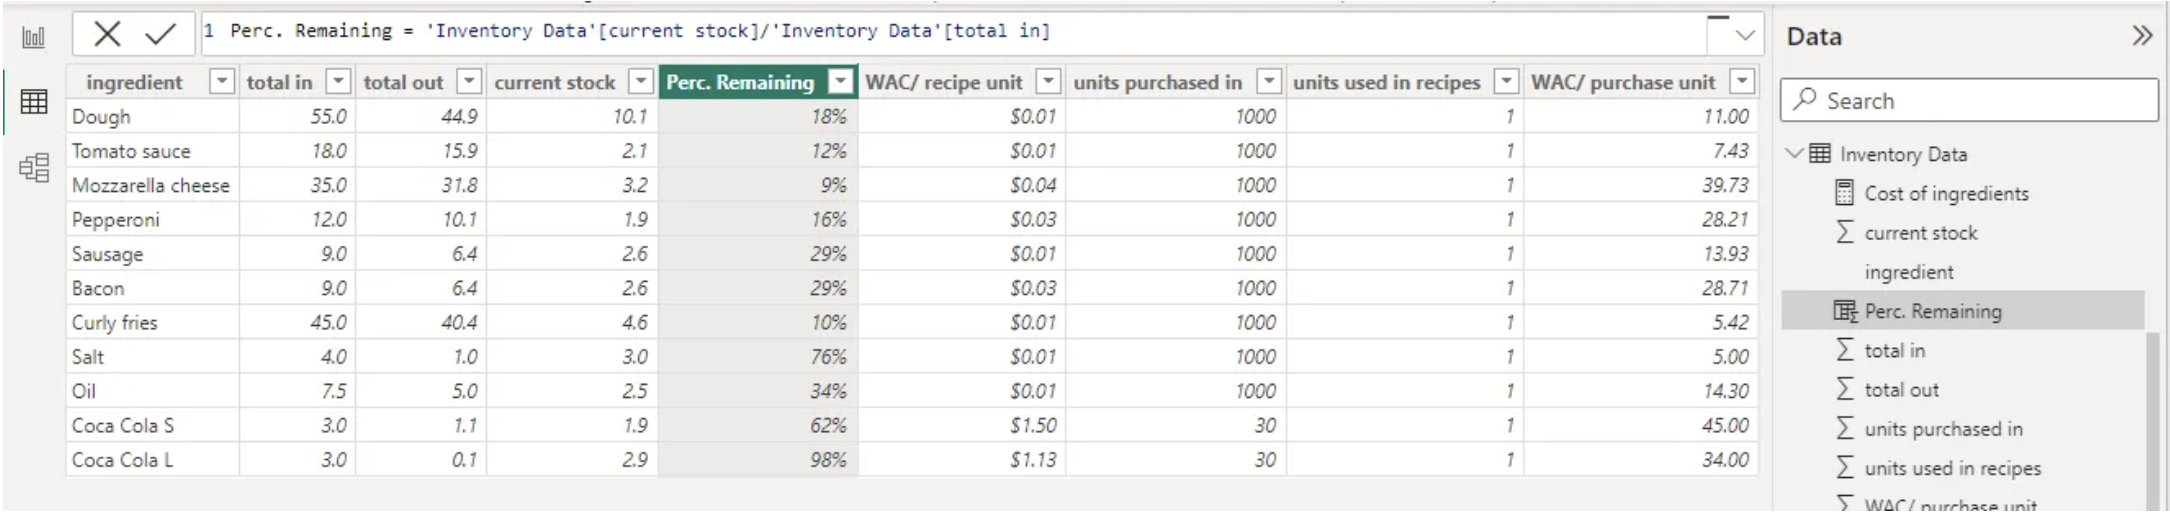 1 Perc. Remaining = 'Inventory Data'[current stock]/'Inventory Data'[total in]
ingredient total in total out current stock Perc. Remaining WAC/ recipe unit units purchased in units used in recipes WAC/ purchase unit
Dough 55.0 44.9 10.1 18% $0.01 1000 1 11.00
Tomato sauce 18.0 15.9 2.1 12% $0.01 1000 1 7.43
Mozzarella cheese 35.0 31.8 3.2 9% $0.04 1000 1 39.73
Pepperoni 12.0 10.1 1.9 16% $0.03 1000 1 28.21
Sausage 9.0 6.4 2.6 29% $0.01 1000 1 13.93
Bacon 9.0 6.4 2.6 29% $0.03 1000 1 28.71
Curly fries 45.0 40.4 4.6 10% $0.01 1000 1 5.42
Salt 4.0 1.0 3.0 76% $0.01 1000 1 5.00
Oil 7.5 5.0 2.5 34% $0.01 1000 1 14.30
Coca Cola S 3.0 1.1 1.9 62% $1.50 30 1 45.00
Coca Cola L 3.0 0.1 2.9 98% $1.13 30 1 34.00
Data
Search
Inventory Data
Cost of ingredients
current stock
ingredient
Perc. Remaining
total in
total out
units purchased in
units used in recipes
WAC/ purchase unit